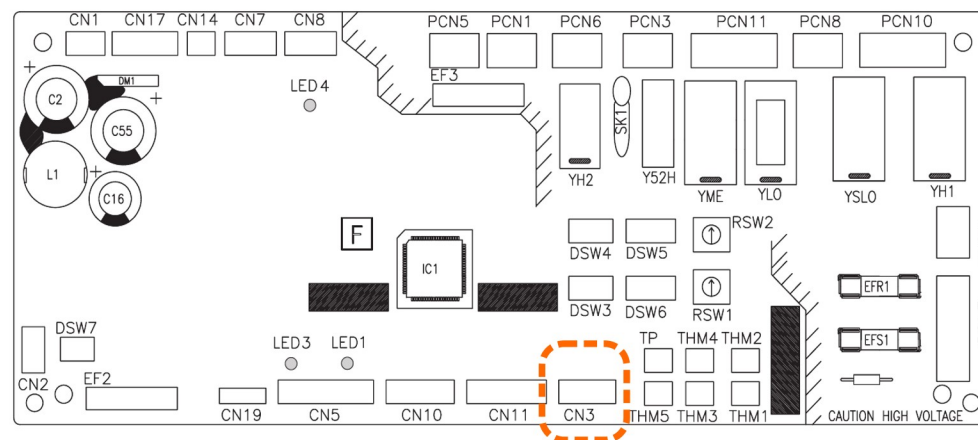 CN1 CN17 CN14 CN7 CN8 PCN5 PCN1 PCN6 PCN3 PCN11 PCN8 PCN10
DM1
EF3
LED4
C2
C55
SK1
L1
C16
YH2 Y52H YME YLO YSLO YH1
F
DSW4 DSW5 RSW2
IC1
EFR1
DSW3 DSW6 RSW1
DSW7
LED3 LED1
TP THM4 THM2
EFS1
CN2
EF2
CN19 CN5 CN10 CN11 CN3 THM5 THM3 THM1 CAUTION HIGH VOLTAGE